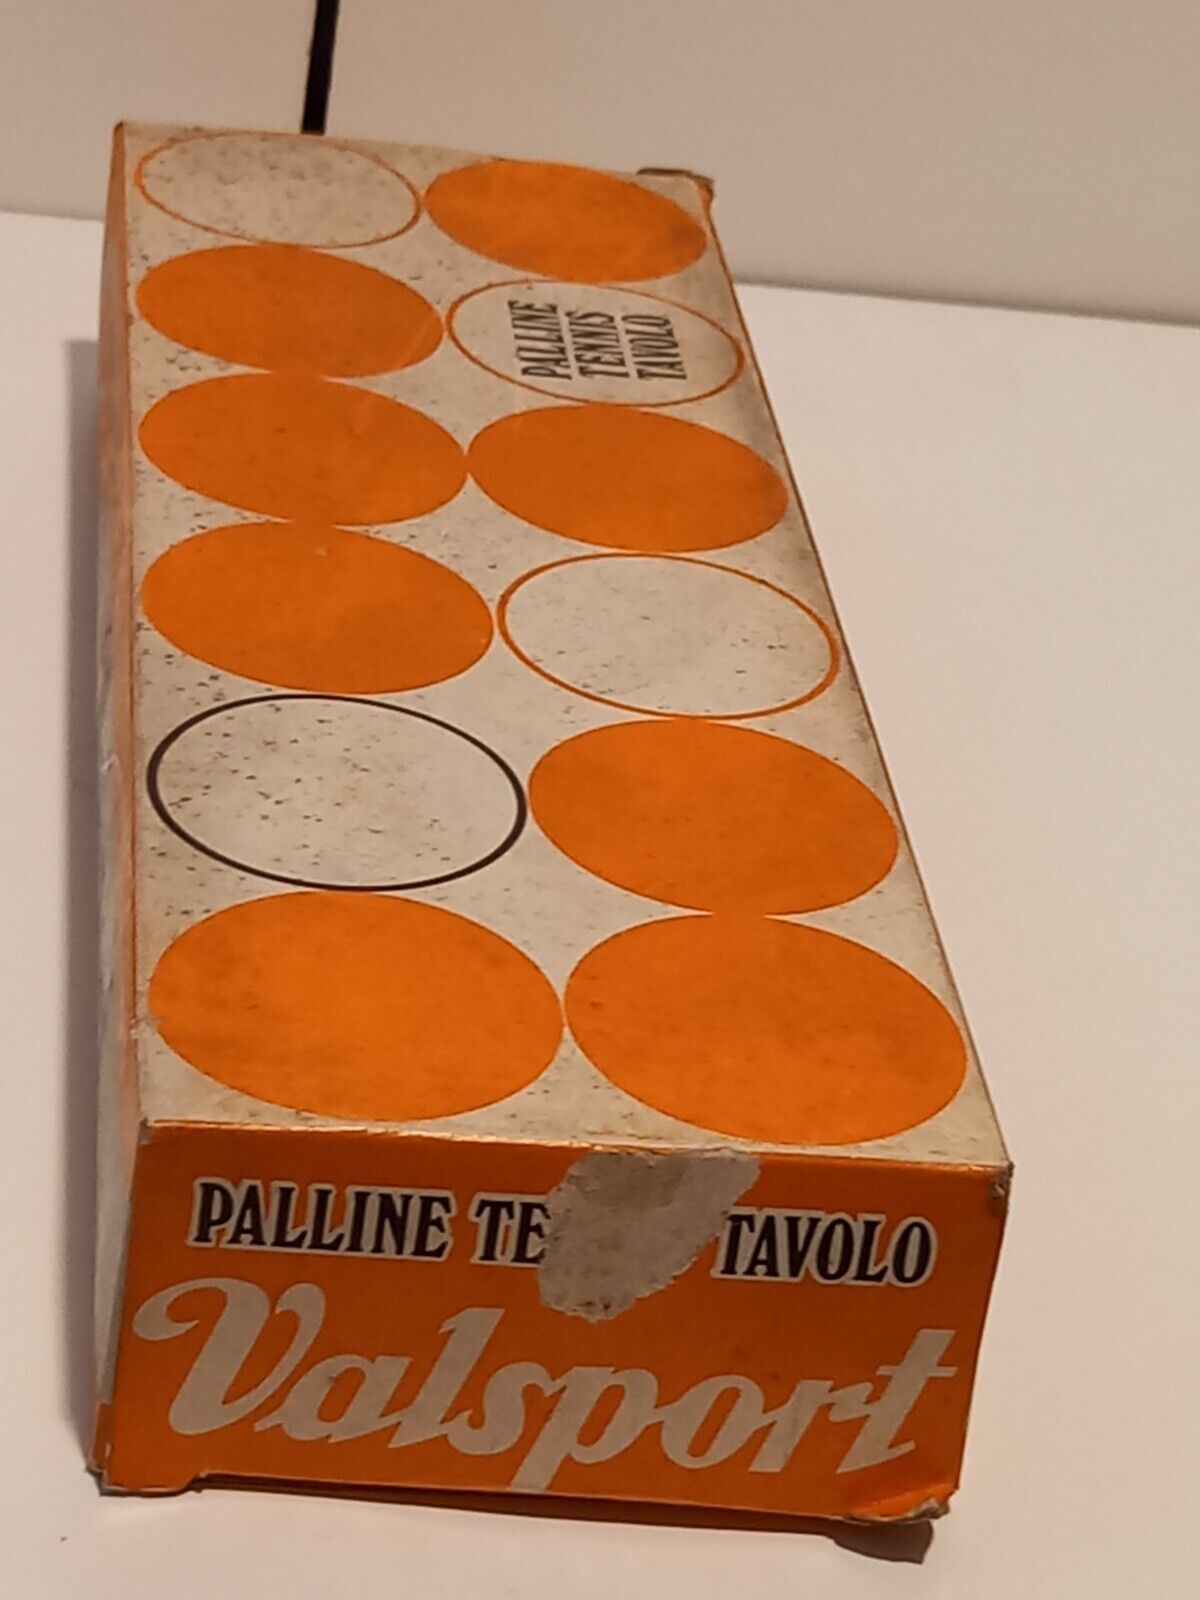 PALLINE
TENNIS
TAVOLO
PALLINE TE TAVOLO
Valsport